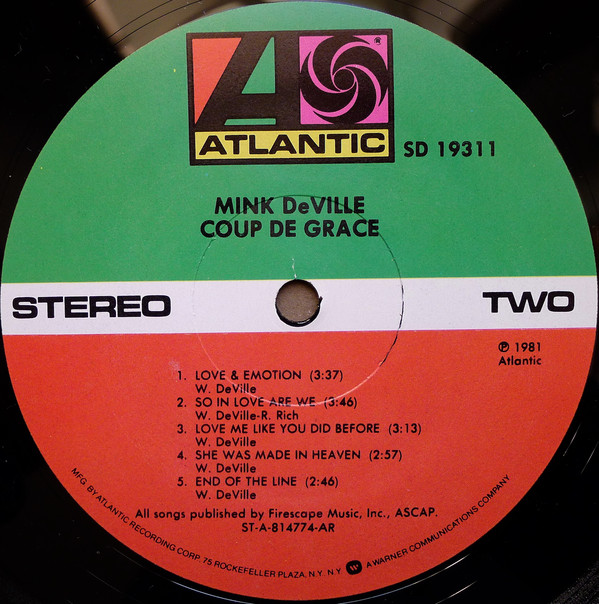 ATLANTIC
SD 19311
MINK DeVILLE
COUP DE GRACE
STEREO
TWO
℗ 1981
Atlantic
1. LOVE & EMOTION (3:37)
W. DeVille
2. SO IN LOVE ARE WE (3:46)
W. DeVille-R. Rich
3. LOVE ME LIKE YOU DID BEFORE (3:13)
W. DeVille
4. SHE WAS MADE IN HEAVEN (2:57)
W. DeVille
5. END OF THE LINE (2:46)
W. DeVille
All songs published by Firescape Music, Inc., ASCAP.
ST-A-814774-AR
MFG. BY ATLANTIC RECORDING CORP. 75 ROCKEFELLER PLAZA, N.Y. N.Y. A WARNER COMMUNICATIONS COMPANY